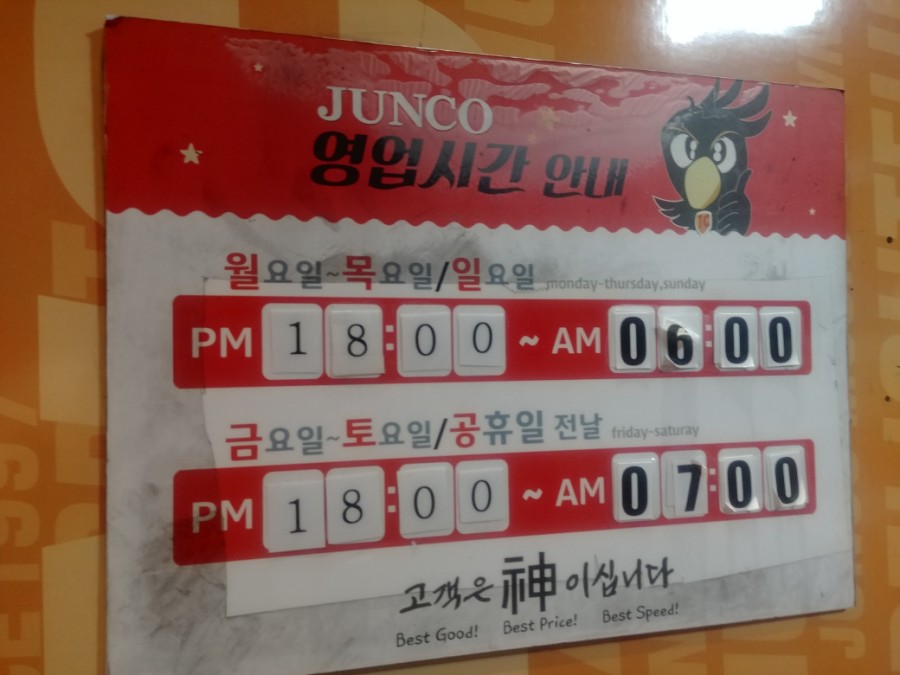 JUNCO
영업시간 안내
월요일~목요일/일요일 monday-thursday,sunday
PM 18:00 ~ AM 06:00
금요일~토요일/공휴일 전날 friday-saturay
PM 18:00 ~ AM 07:00
고객은 神이십니다
Best Good! Best Price! Best Speed!